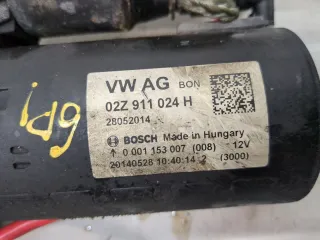 VW AG BON
02Z 911 024 H
28052014
BOSCH Made in Hungary
↑ 0 001 153 007 (008) 12V
20140528 10:40:14 2 (3000)
6Pi